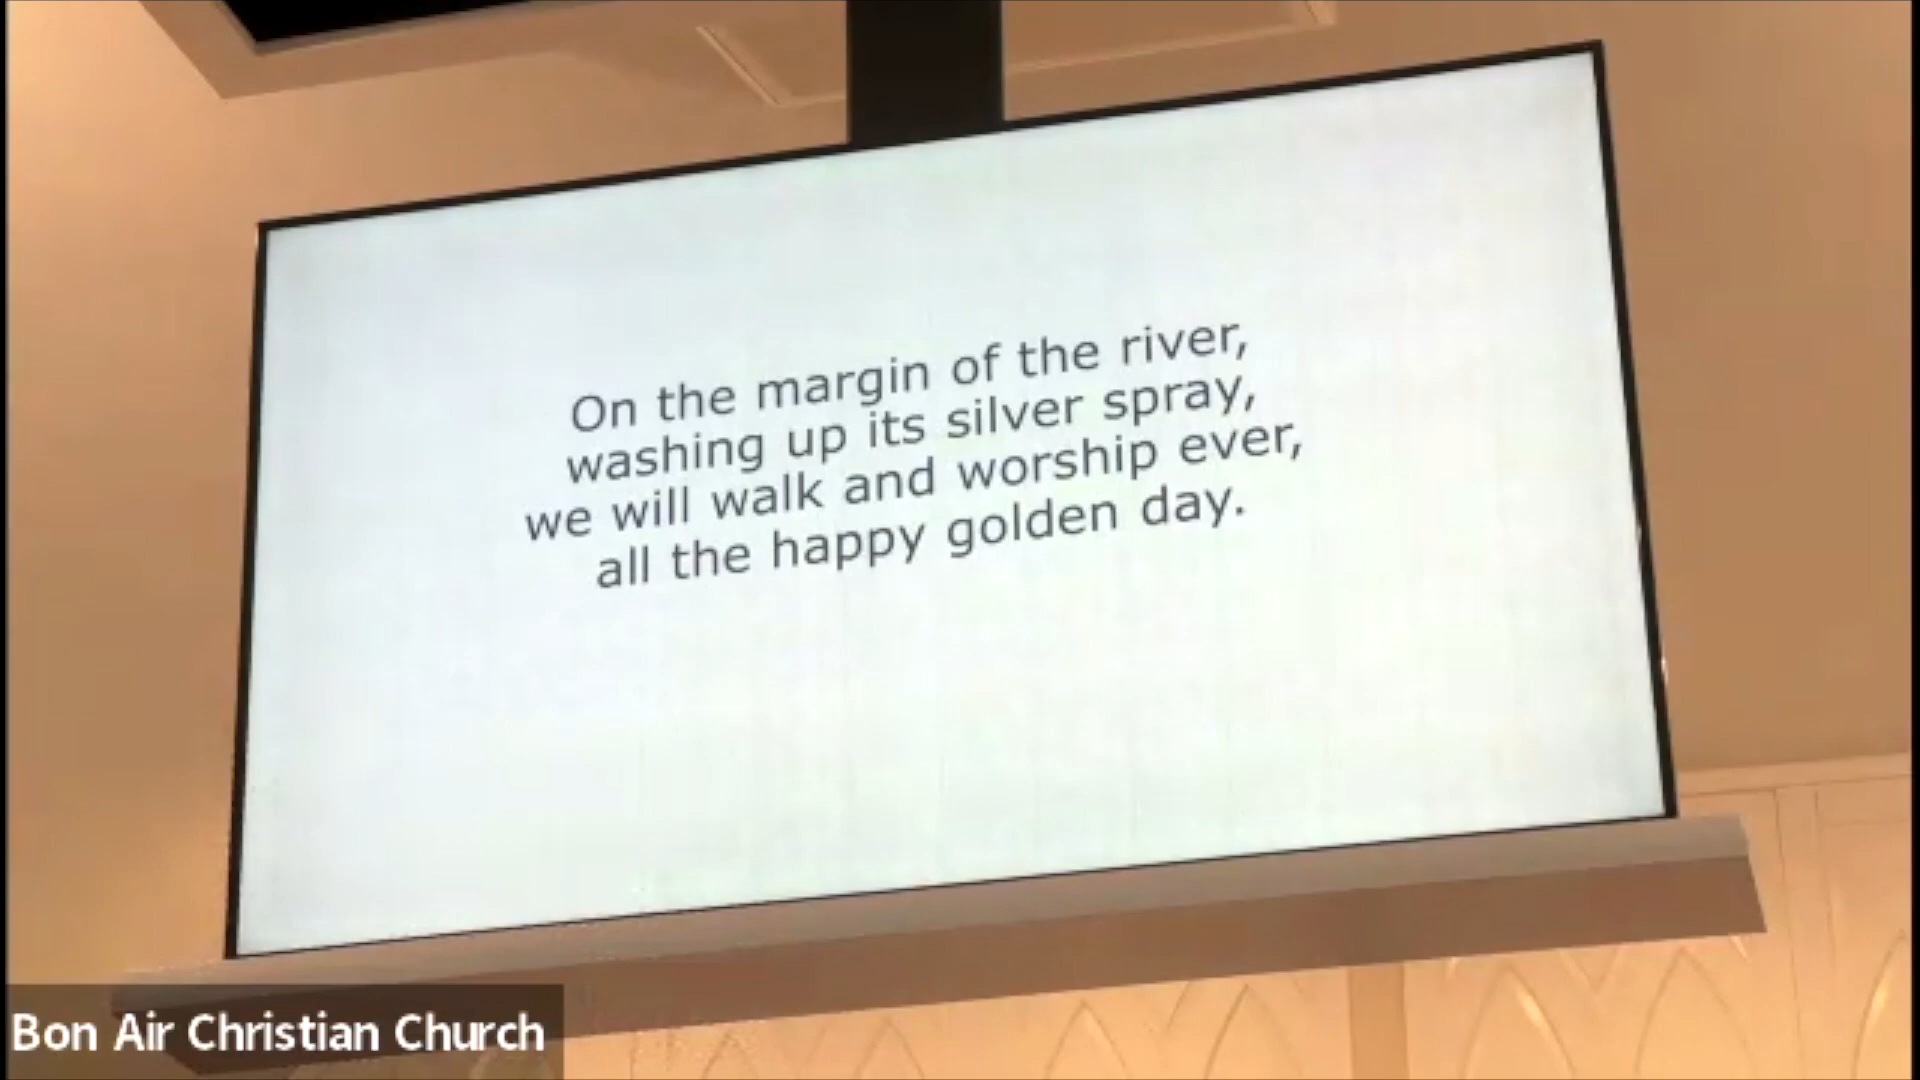 On the margin of the river,
washing up its silver spray,
we will walk and worship ever,
all the happy golden day.
Bon Air Christian Church